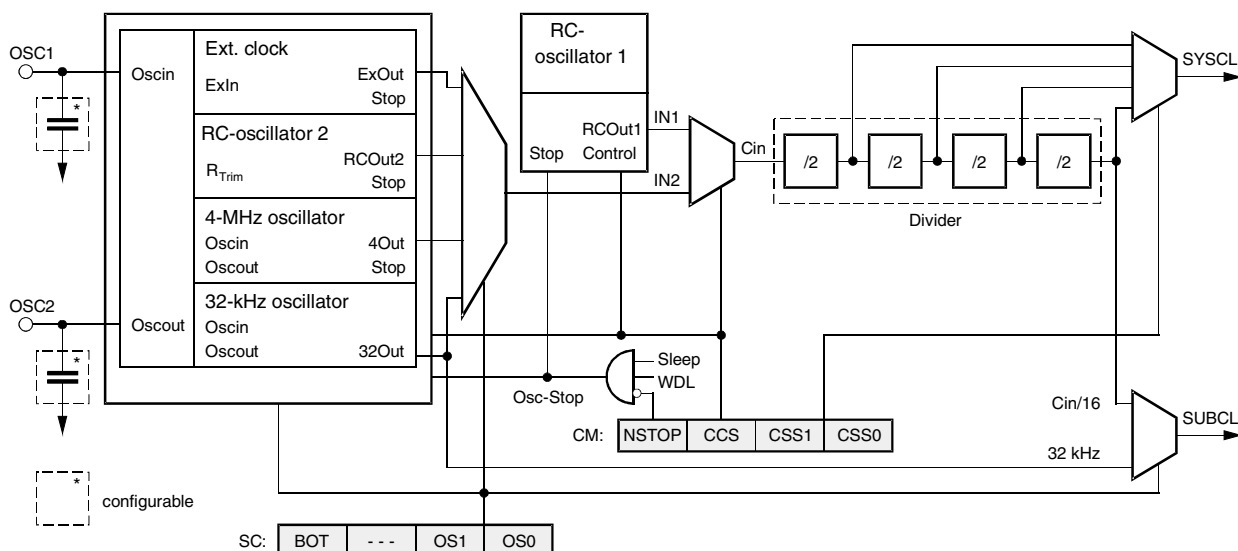 OSC1
*
OSC2
*
*
configurable
Oscin
Oscout
Ext. clock
ExIn
ExOut
Stop
RC-oscillator 2
RTrim
RCOut2
Stop
4-MHz oscillator
Oscin
4Out
Oscout
Stop
32-kHz oscillator
Oscin
Oscout
32Out
RC-
oscillator 1
RCOut1
Stop
Control
IN1
IN2
Cin
/2
/2
/2
/2
Divider
SYSCL
Osc-Stop
Sleep
WDL
CM:
NSTOP
CCS
CSS1
CSS0
Cin/16
32 kHz
SUBCL
SC:
BOT
- - -
OS1
OS0